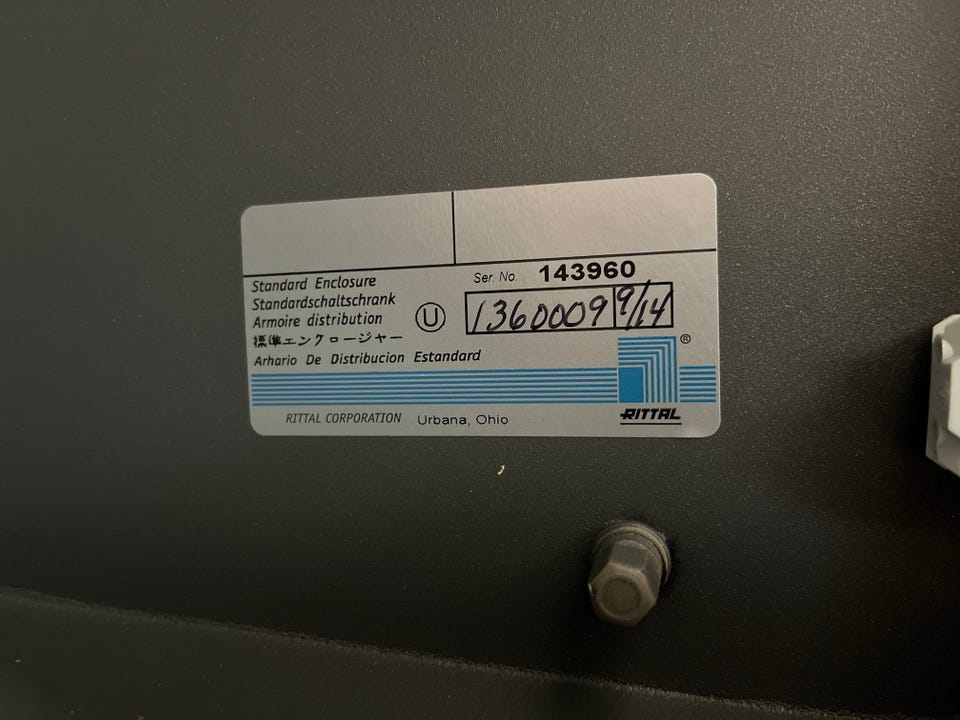 Standard Enclosure
Standardschaltschrank
Armoire distribution
標準エンクロージャー
Arhario De Distribucion Estandard
U
Ser. No. 143960
1360009 9/14
®
RITTAL
RITTAL CORPORATION Urbana, Ohio